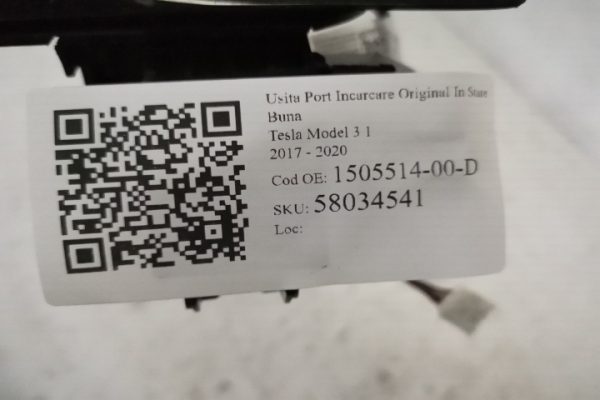 Usita Port Incarcare Original In Stare
Buna
Tesla Model 3 1
2017 - 2020
Cod OE: 1505514-00-D
SKU: 58034541
Loc: